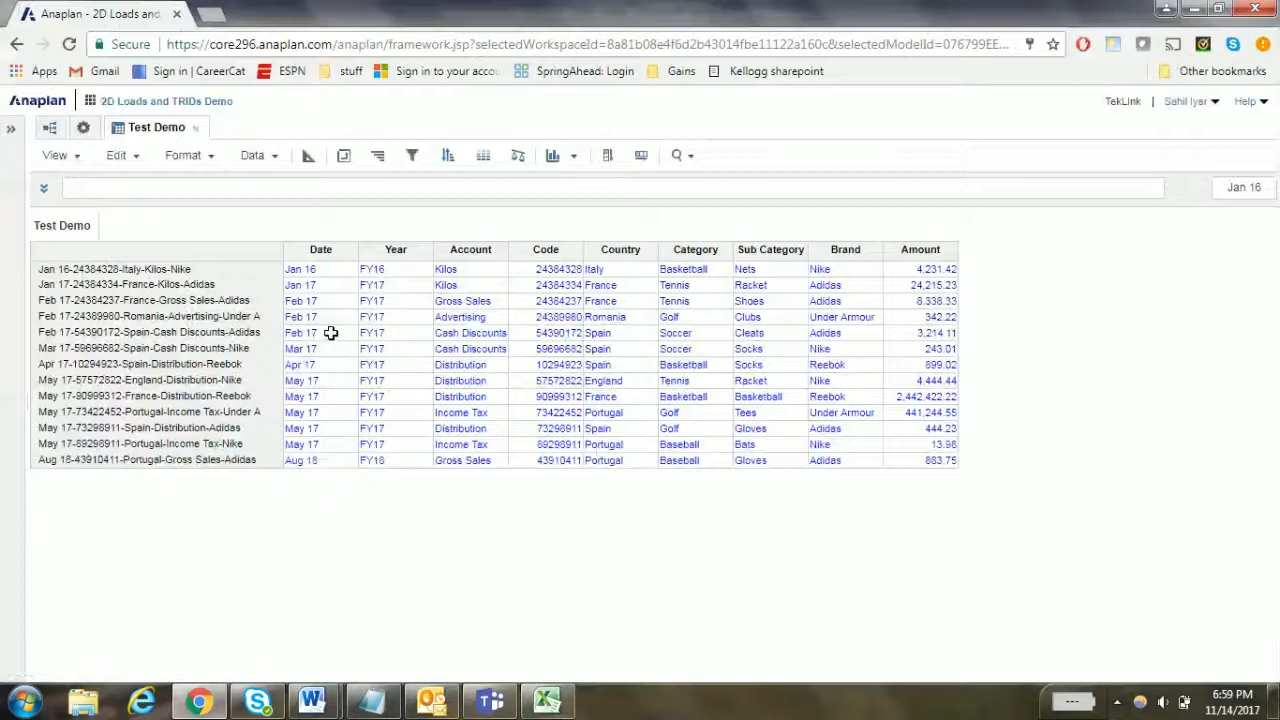 Anaplan - 2D Loads and
Secure https://core296.anaplan.com/anaplan/framework.jsp?selectedWorkspaceId=8a81b08e4f6d2b43014fbe11122a160c&selectedModelId=076799EE...
Apps Gmail Sign in | CareerCat ESPN stuff Sign in to your accou SpringAhead: Login Gains Kellogg sharepoint Other bookmarks
Anaplan 2D Loads and TRIDs Demo TekLink Sahil Iyar Help
Test Demo
View Edit Format Data
Jan 16
Test Demo
Date Year Account Code Country Category Sub Category Brand Amount
Jan 16-24384328-Italy-Kilos-Nike Jan 16 FY16 Kilos 24384328 Italy Basketball Nets Nike 4,231.42
Jan 17-24384334-France-Kilos-Adidas Jan 17 FY17 Kilos 24384334 France Tennis Racket Adidas 24,215.23
Feb 17-24384237-France-Gross Sales-Adidas Feb 17 FY17 Gross Sales 24384237 France Tennis Shoes Adidas 8,338.33
Feb 17-24389980-Romania-Advertising-Under A Feb 17 FY17 Advertising 24389980 Romania Golf Clubs Under Armour 342.22
Feb 17-54390172-Spain-Cash Discounts-Adidas Feb 17 FY17 Cash Discounts 54390172 Spain Soccer Cleats Adidas 3,214.11
Mar 17-59696682-Spain-Cash Discounts-Nike Mar 17 FY17 Cash Discounts 59696682 Spain Soccer Socks Nike 243.01
Apr 17-10294923-Spain-Distribution-Reebok Apr 17 FY17 Distribution 10294923 Spain Basketball Socks Reebok 899.02
May 17-57572822-England-Distribution-Nike May 17 FY17 Distribution 57572822 England Tennis Racket Nike 4,444.44
May 17-90999312-France-Distribution-Reebok May 17 FY17 Distribution 90999312 France Basketball Basketball Reebok 2,442,422.22
May 17-73422452-Portugal-Income Tax-Under A May 17 FY17 Income Tax 73422452 Portugal Golf Tees Under Armour 441,244.55
May 17-73298911-Spain-Distribution-Adidas May 17 FY17 Distribution 73298911 Spain Golf Gloves Adidas 444.23
May 17-89298911-Portugal-Income Tax-Nike May 17 FY17 Income Tax 89298911 Portugal Baseball Bats Nike 13.98
Aug 18-43910411-Portugal-Gross Sales-Adidas Aug 18 FY18 Gross Sales 43910411 Portugal Baseball Gloves Adidas 883.75
6:59 PM
11/14/2017